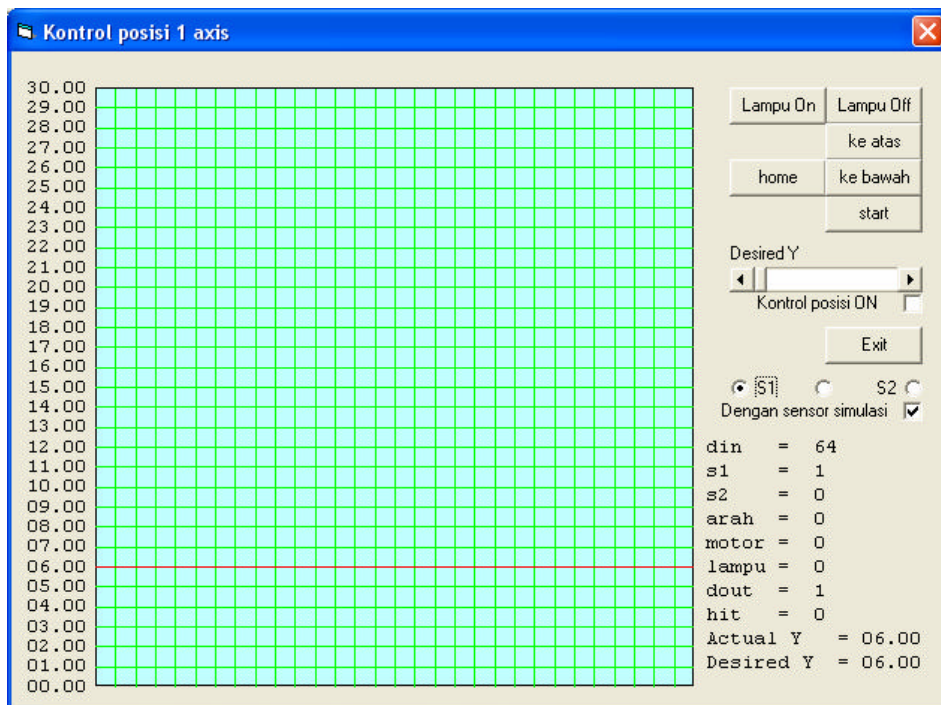 Kontrol posisi 1 axis
30.00
29.00
28.00
27.00
26.00
25.00
24.00
23.00
22.00
21.00
20.00
19.00
18.00
17.00
16.00
15.00
14.00
13.00
12.00
11.00
10.00
09.00
08.00
07.00
06.00
05.00
04.00
03.00
02.00
01.00
00.00
Lampu On Lampu Off
ke atas
home ke bawah
start
Desired Y
Kontrol posisi ON
Exit
S1 S2
Dengan sensor simulasi
din = 64
s1 = 1
s2 = 0
arah = 0
motor = 0
lampu = 0
dout = 1
hit = 0
Actual Y = 06.00
Desired Y = 06.00